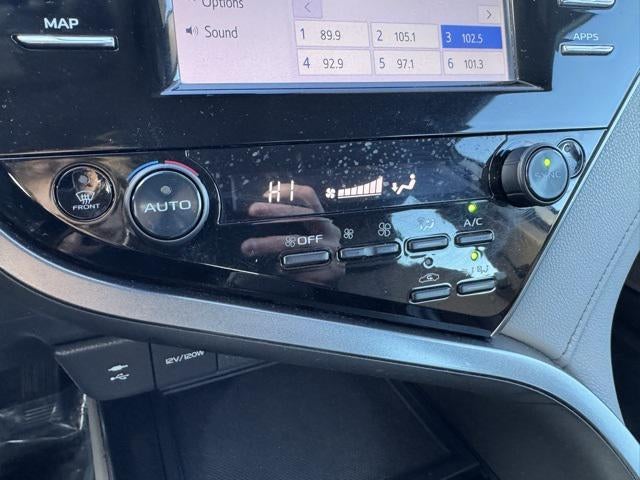 MAP
Options
Sound
1 89.9 2 105.1 3 102.5
4 92.9 5 97.1 6 101.3
APPS
FRONT
AUTO
HI
SYNC
OFF
A/C
12V/120W